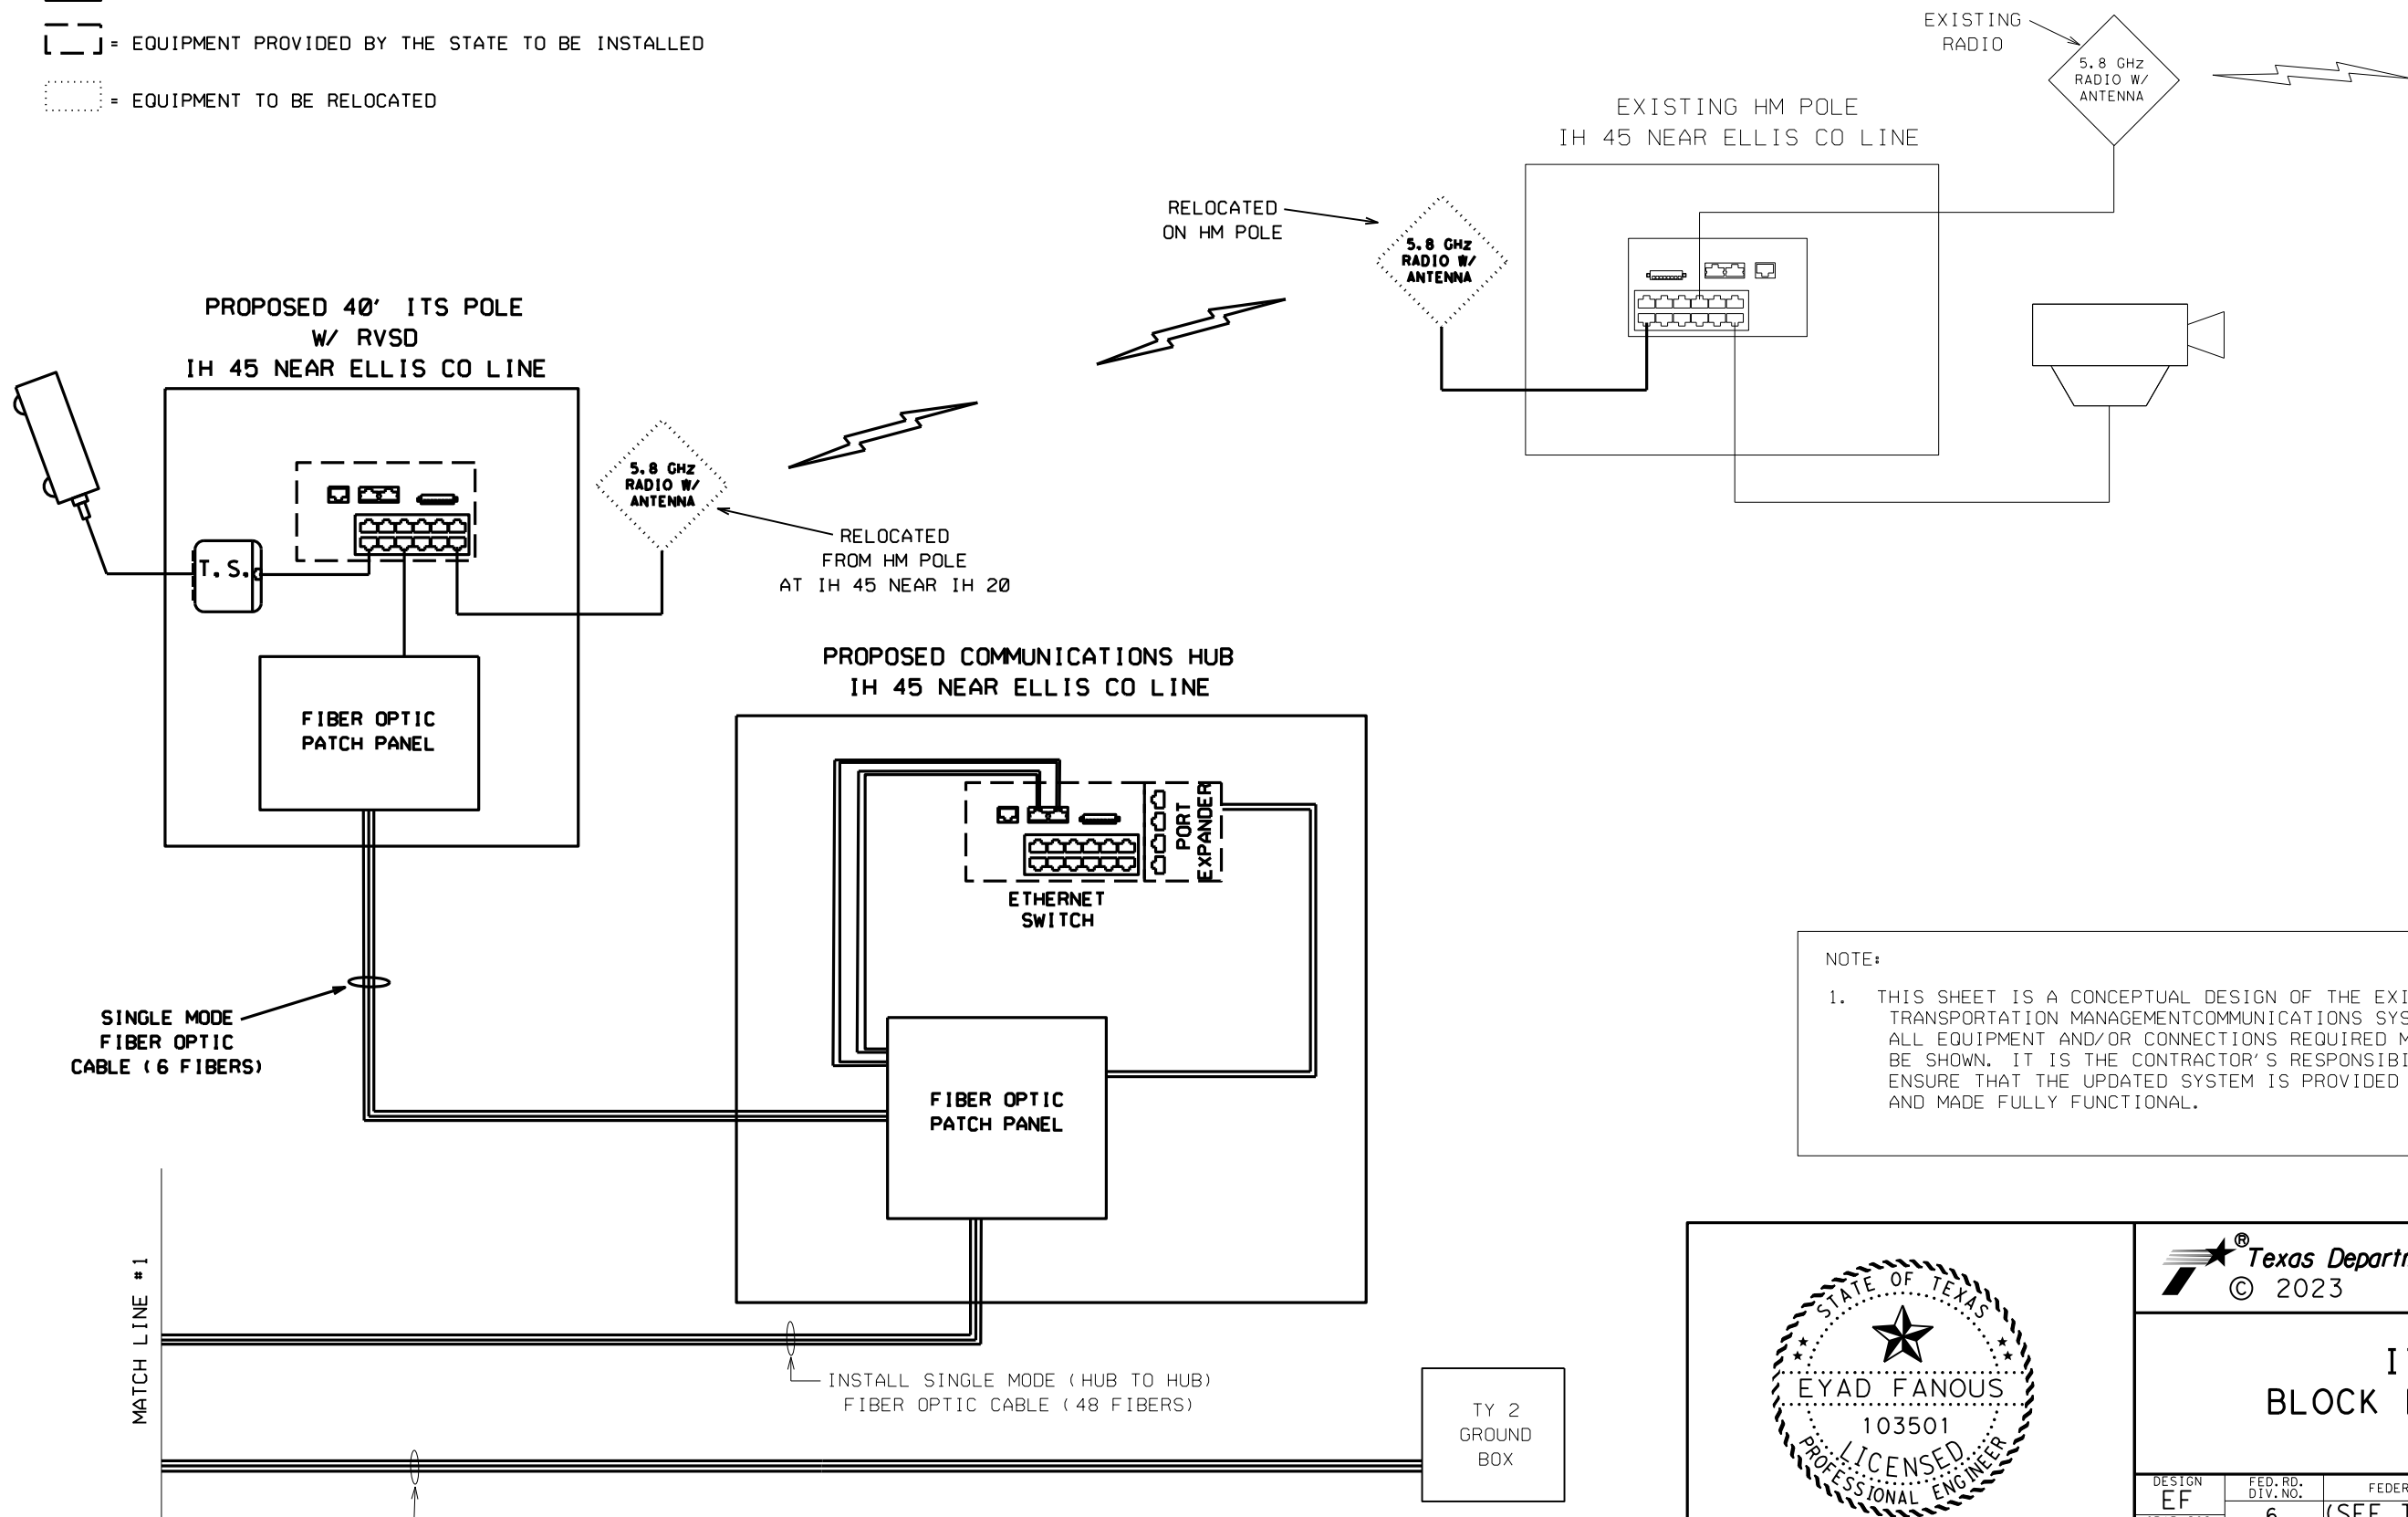 = EQUIPMENT PROVIDED BY THE STATE TO BE INSTALLED
= EQUIPMENT TO BE RELOCATED
EXISTING
RADIO
5.8 GHz
RADIO W/
ANTENNA
EXISTING HM POLE
IH 45 NEAR ELLIS CO LINE
RELOCATED
ON HM POLE
5.8 GHz
RADIO W/
ANTENNA
PROPOSED 40' ITS POLE
W/ RVSD
IH 45 NEAR ELLIS CO LINE
5.8 GHz
RADIO W/
ANTENNA
RELOCATED
FROM HM POLE
AT IH 45 NEAR IH 20
T.S.
FIBER OPTIC
PATCH PANEL
PROPOSED COMMUNICATIONS HUB
IH 45 NEAR ELLIS CO LINE
PORT
EXPANDER
ETHERNET
SWITCH
SINGLE MODE
FIBER OPTIC
CABLE (6 FIBERS)
FIBER OPTIC
PATCH PANEL
NOTE:
1. THIS SHEET IS A CONCEPTUAL DESIGN OF THE EXI
TRANSPORTATION MANAGEMENTCOMMUNICATIONS SYS
ALL EQUIPMENT AND/OR CONNECTIONS REQUIRED M
BE SHOWN. IT IS THE CONTRACTOR'S RESPONSIBI
ENSURE THAT THE UPDATED SYSTEM IS PROVIDED
AND MADE FULLY FUNCTIONAL.
MATCH LINE #1
INSTALL SINGLE MODE (HUB TO HUB)
FIBER OPTIC CABLE (48 FIBERS)
TY 2
GROUND
BOX
STATE OF TEXAS
EYAD FANOUS
103501
LICENSED
PROFESSIONAL ENGINEER
® Texas Departm
© 2023
I
BLOCK
DESIGN
EF
FED.RD.
DIV.NO.
6
FEDER
(SEE T